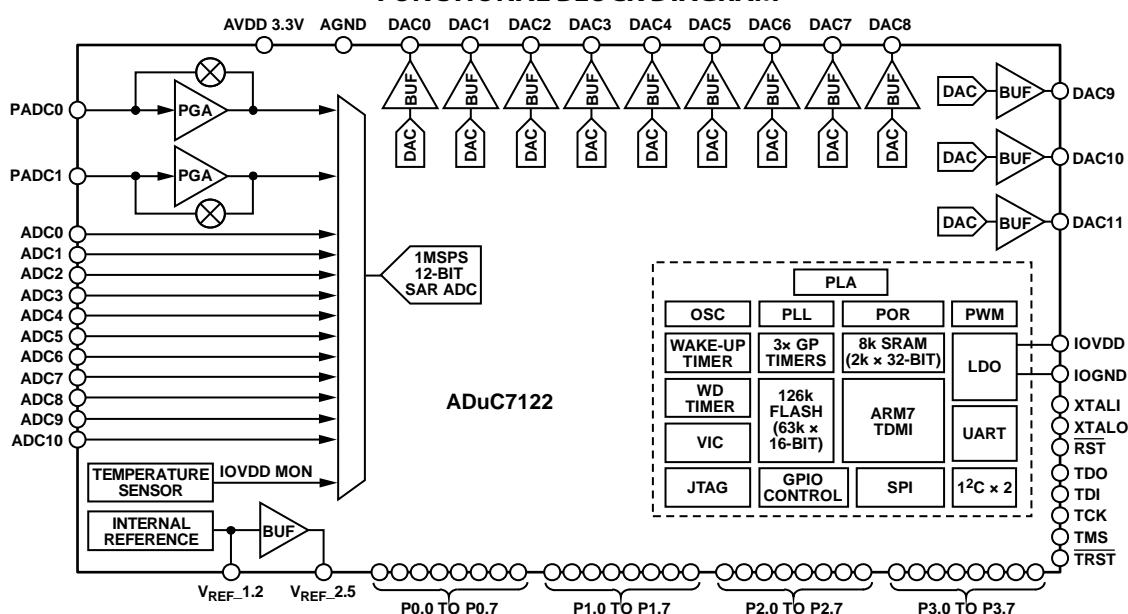 FUNCTIONAL BLOCK DIAGRAM
AVDD 3.3V AGND DAC0 DAC1 DAC2 DAC3 DAC4 DAC5 DAC6 DAC7 DAC8
BUF BUF BUF BUF BUF BUF BUF BUF BUF
DAC DAC DAC DAC DAC DAC DAC DAC DAC
PADC0
PGA
PADC1
PGA
DAC BUF DAC9
DAC BUF DAC10
DAC BUF DAC11
ADC0
ADC1
ADC2
ADC3
ADC4
ADC5
ADC6
ADC7
ADC8
ADC9
ADC10
1MSPS
12-BIT
SAR ADC
TEMPERATURE
SENSOR
IOVDD MON
INTERNAL
REFERENCE
BUF
VREF_1.2
VREF_2.5
ADuC7122
PLA
OSC
PLL
POR
PWM
WAKE-UP
TIMER
3× GP
TIMERS
8k SRAM
(2k × 32-BIT)
LDO
WD
TIMER
126k
FLASH
(63k ×
16-BIT)
ARM7
TDMI
VIC
UART
JTAG
GPIO
CONTROL
SPI
1²C × 2
IOVDD
IOGND
XTALI
XTALO
RST
TDO
TDI
TCK
TMS
TRST
P0.0 TO P0.7
P1.0 TO P1.7
P2.0 TO P2.7
P3.0 TO P3.7